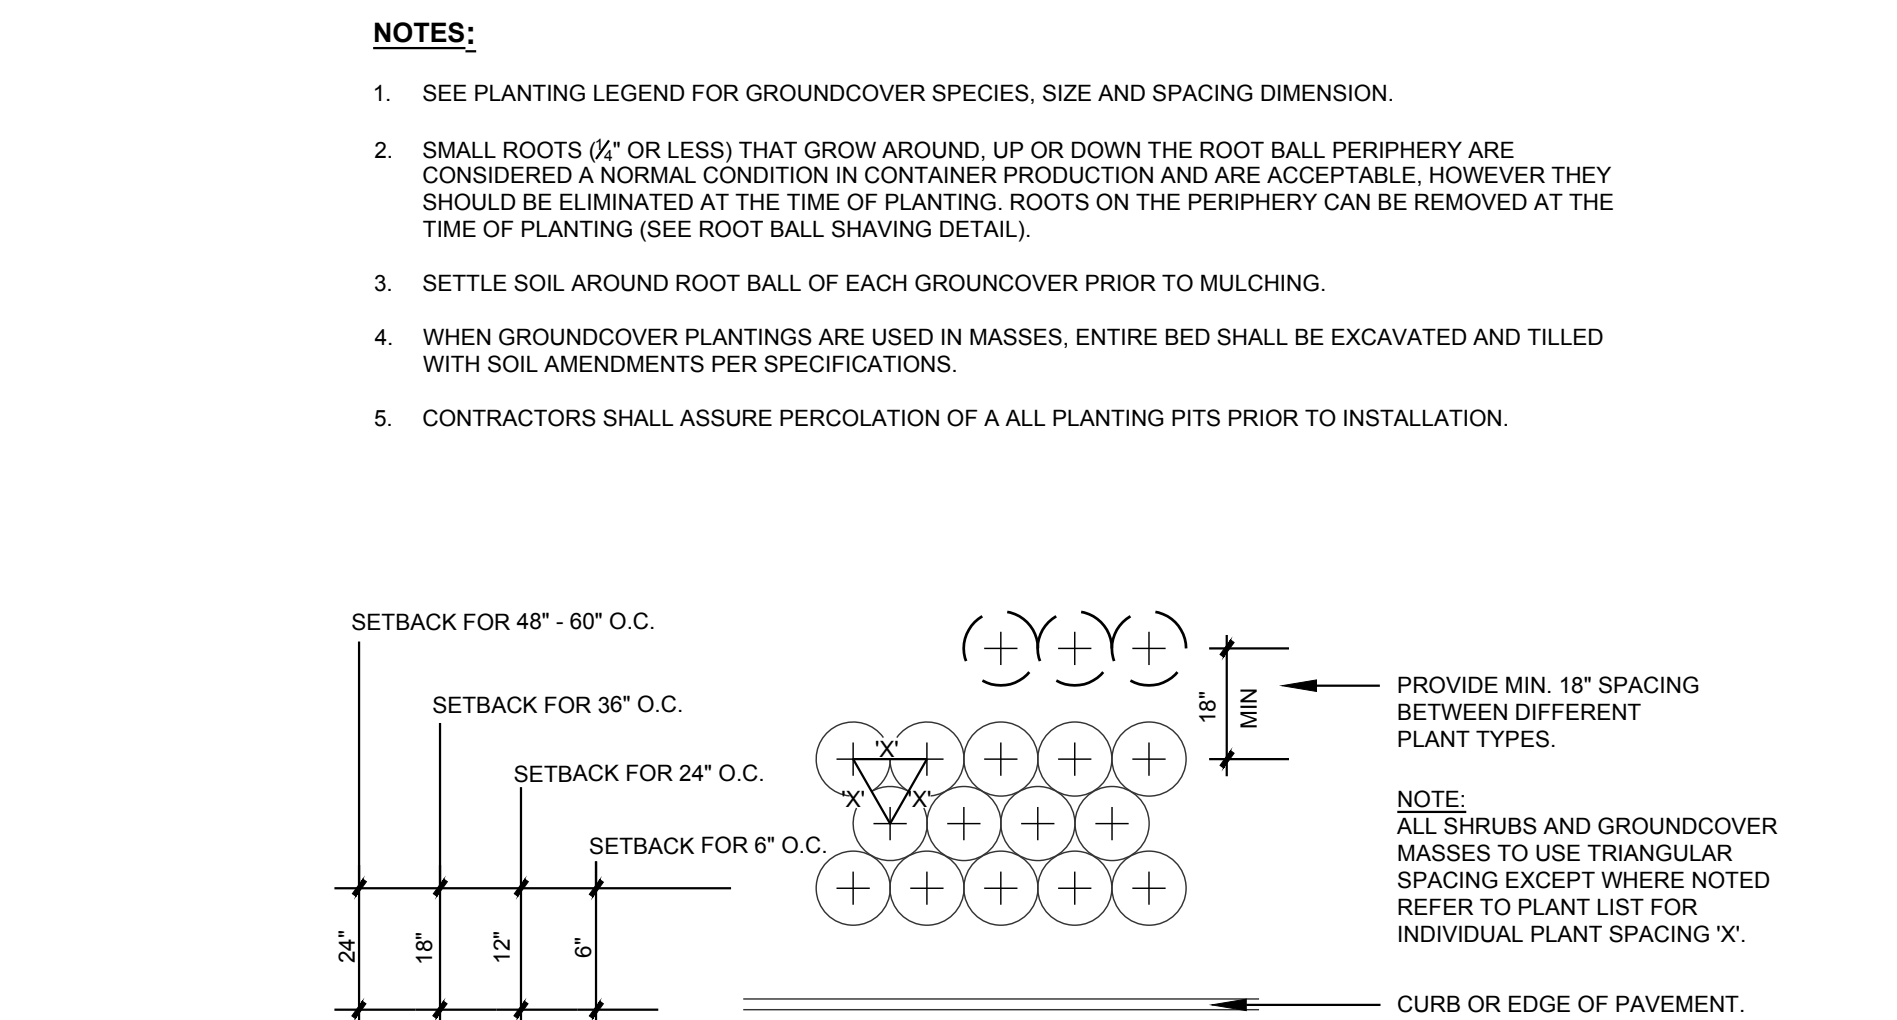 NOTES:
1. SEE PLANTING LEGEND FOR GROUNDCOVER SPECIES, SIZE AND SPACING DIMENSION.
2. SMALL ROOTS (1/4" OR LESS) THAT GROW AROUND, UP OR DOWN THE ROOT BALL PERIPHERY ARE
CONSIDERED A NORMAL CONDITION IN CONTAINER PRODUCTION AND ARE ACCEPTABLE, HOWEVER THEY
SHOULD BE ELIMINATED AT THE TIME OF PLANTING. ROOTS ON THE PERIPHERY CAN BE REMOVED AT THE
TIME OF PLANTING (SEE ROOT BALL SHAVING DETAIL).
3. SETTLE SOIL AROUND ROOT BALL OF EACH GROUNCOVER PRIOR TO MULCHING.
4. WHEN GROUNDCOVER PLANTINGS ARE USED IN MASSES, ENTIRE BED SHALL BE EXCAVATED AND TILLED
WITH SOIL AMENDMENTS PER SPECIFICATIONS.
5. CONTRACTORS SHALL ASSURE PERCOLATION OF A ALL PLANTING PITS PRIOR TO INSTALLATION.
SETBACK FOR 48" - 60" O.C.
SETBACK FOR 36" O.C.
SETBACK FOR 24" O.C.
SETBACK FOR 6" O.C.
24"
18"
12"
6"
'X'
'X'
'X'
18"
MIN
PROVIDE MIN. 18" SPACING
BETWEEN DIFFERENT
PLANT TYPES.
NOTE:
ALL SHRUBS AND GROUNDCOVER
MASSES TO USE TRIANGULAR
SPACING EXCEPT WHERE NOTED
REFER TO PLANT LIST FOR
INDIVIDUAL PLANT SPACING 'X'.
CURB OR EDGE OF PAVEMENT.